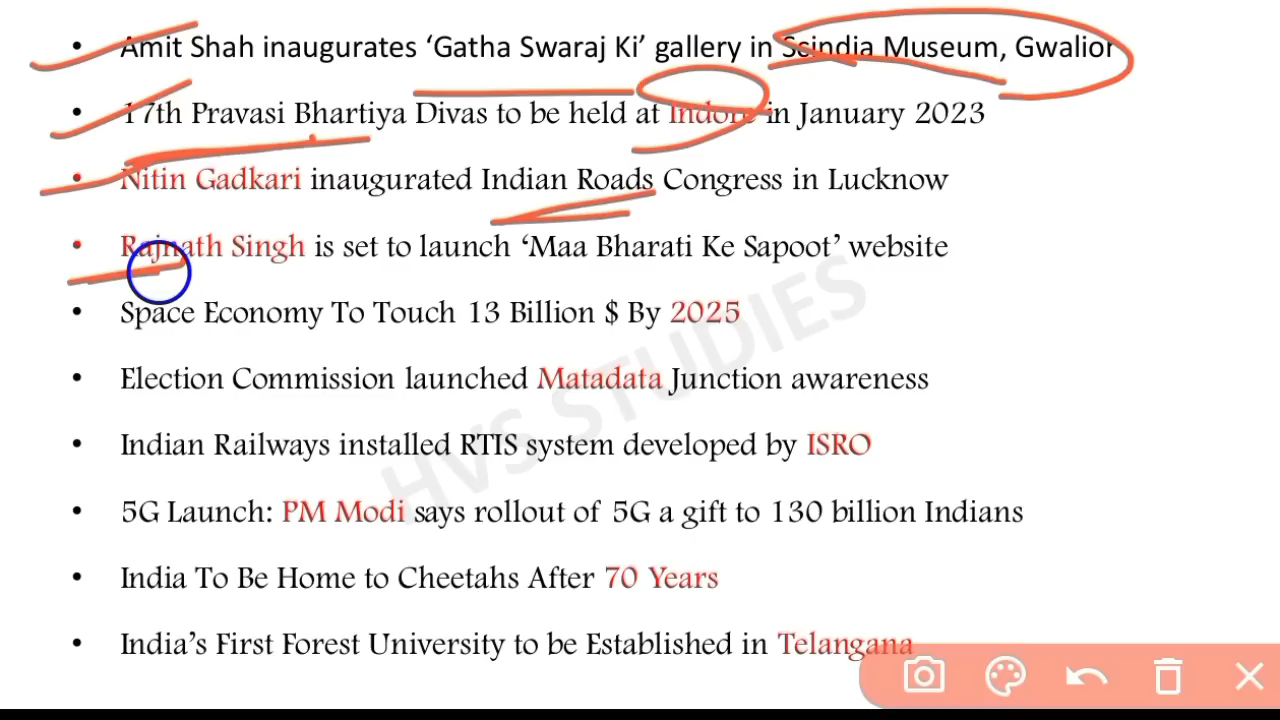 • Amit Shah inaugurates ‘Gatha Swaraj Ki’ gallery in Scindia Museum, Gwalior
• 17th Pravasi Bhartiya Divas to be held at Indore in January 2023
• Nitin Gadkari inaugurated Indian Roads Congress in Lucknow
• Rajnath Singh is set to launch ‘Maa Bharati Ke Sapoot’ website
• Space Economy To Touch 13 Billion $ By 2025
• Election Commission launched Matadata Junction awareness
• Indian Railways installed RTIS system developed by ISRO
• 5G Launch: PM Modi says rollout of 5G a gift to 130 billion Indians
• India To Be Home to Cheetahs After 70 Years
• India’s First Forest University to be Established in Telangana
HVS STUDIES